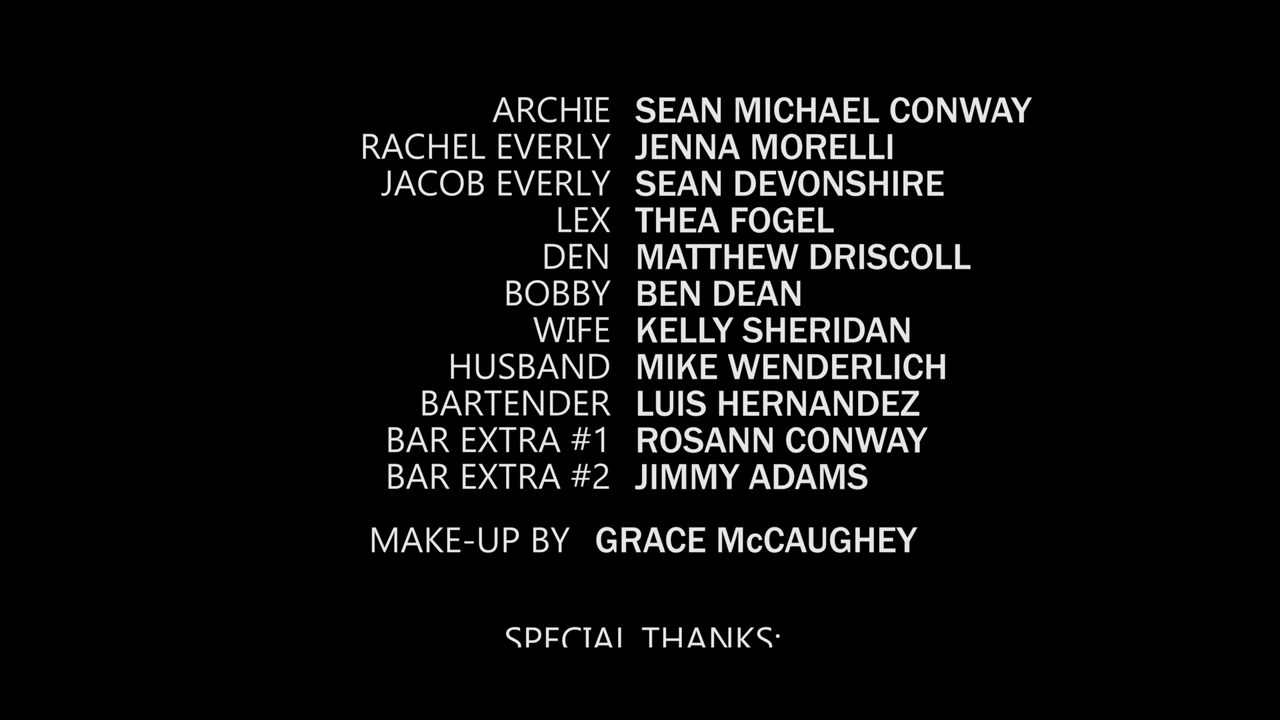 ARCHIE SEAN MICHAEL CONWAY
RACHEL EVERLY JENNA MORELLI
JACOB EVERLY SEAN DEVONSHIRE
LEX THEA FOGEL
DEN MATTHEW DRISCOLL
BOBBY BEN DEAN
WIFE KELLY SHERIDAN
HUSBAND MIKE WENDERLICH
BARTENDER LUIS HERNANDEZ
BAR EXTRA #1 ROSANN CONWAY
BAR EXTRA #2 JIMMY ADAMS
MAKE-UP BY GRACE McCAUGHEY
SPECIAL THANKS: